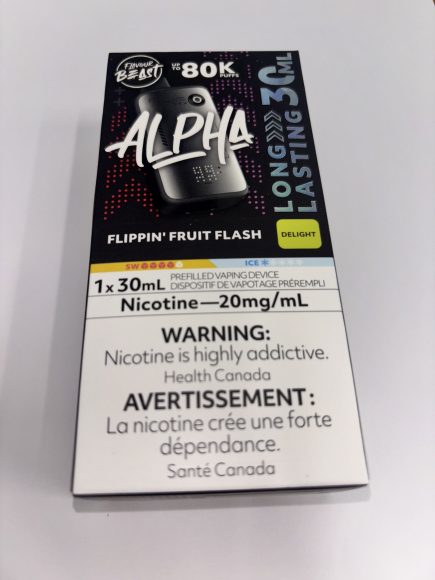 FLAVOUR
BEAST
UP TO 80K PUFFS
ALPHA
LONG LASTING 30ML
FLIPPIN' FRUIT FLASH
DELIGHT
SW
ICE
1 x 30mL PREFILLED VAPING DEVICE
DISPOSITIF DE VAPOTAGE PRÉREMPLI
Nicotine—20mg/mL
WARNING:
Nicotine is highly addictive.
Health Canada
AVERTISSEMENT :
La nicotine crée une forte
dépendance.
Santé Canada